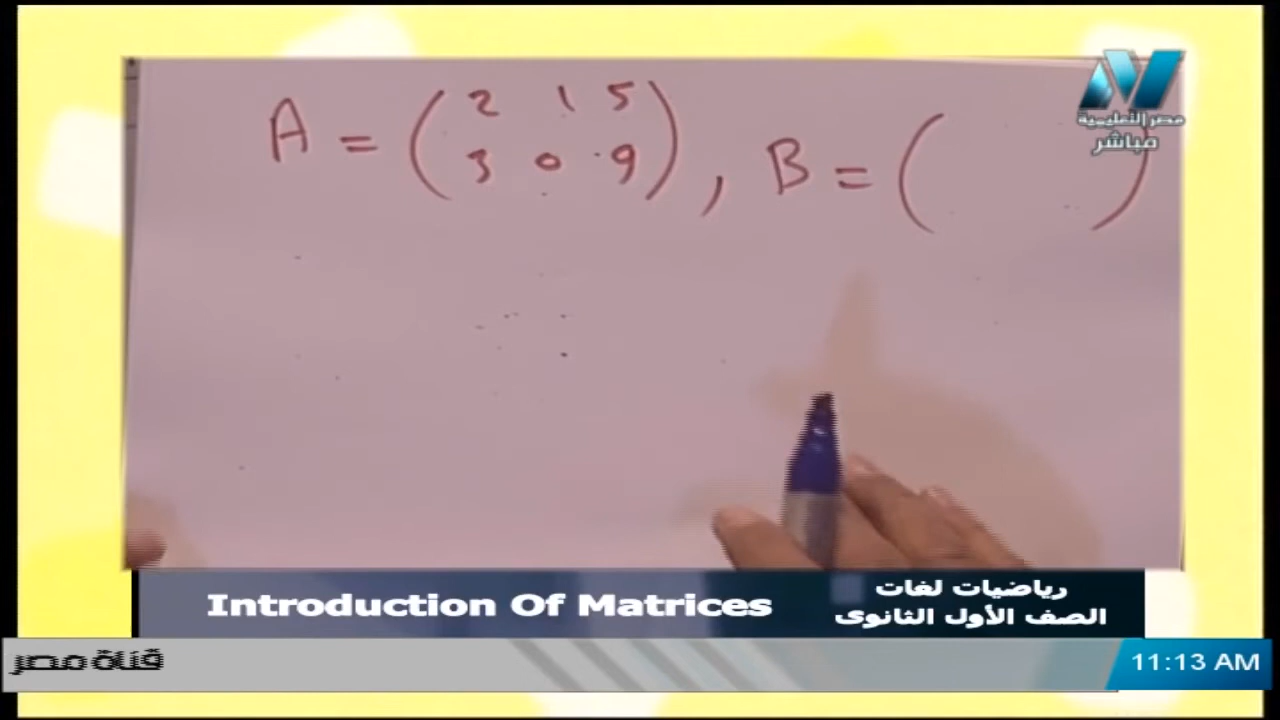 مصر التعليمية
مباشر
A = ( 2 1 5
3 0 9 ) , B = ( )
Introduction Of Matrices
رياضيات لغات
الصف الأول الثانوى
قناة مصر
11:13 AM